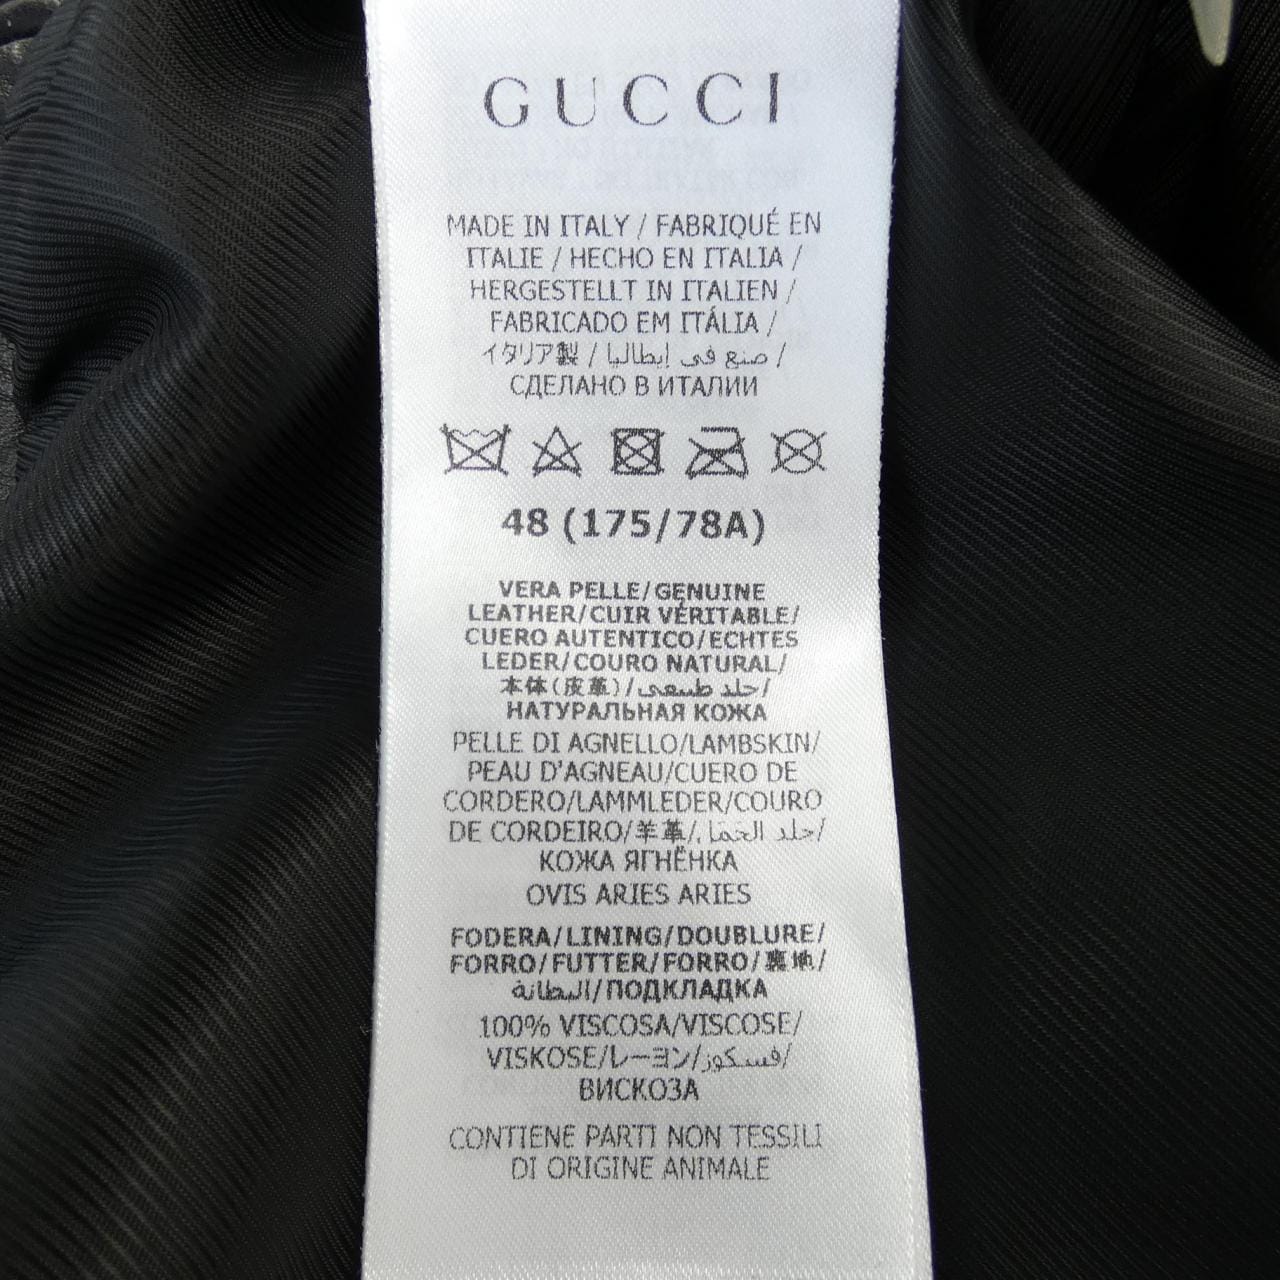 GUCCI
MADE IN ITALY / FABRIQUÉ EN
ITALIE / HECHO EN ITALIA /
HERGESTELLT IN ITALIEN /
FABRICADO EM ITÁLIA /
イタリア製 / صنع في إيطاليا /
СДЕЛАНО В ИТАЛИИ
48 (175/78A)
VERA PELLE/GENUINE
LEATHER/CUIR VÉRITABLE/
CUERO AUTENTICO/ECHTES
LEDER/COURO NATURAL/
本体(皮革)/جلد طبيعي/
НАТУРАЛЬНАЯ КОЖА
PELLE DI AGNELLO/LAMBSKIN/
PEAU D'AGNEAU/CUERO DE
CORDERO/LAMMLEDER/COURO
DE CORDEIRO/羊革/جلد/
КОЖА ЯГНЁНКА
OVIS ARIES ARIES
FODERA/LINING/DOUBLURE/
FORRO/FUTTER/FORRO/裏地/
البطانة/ПОДКЛАДКА
100% VISCOSA/VISCOSE/
VISKOSE/レーヨン/فسكوز/
ВИСКОЗА
CONTIENE PARTI NON TESSILI
DI ORIGINE ANIMALE